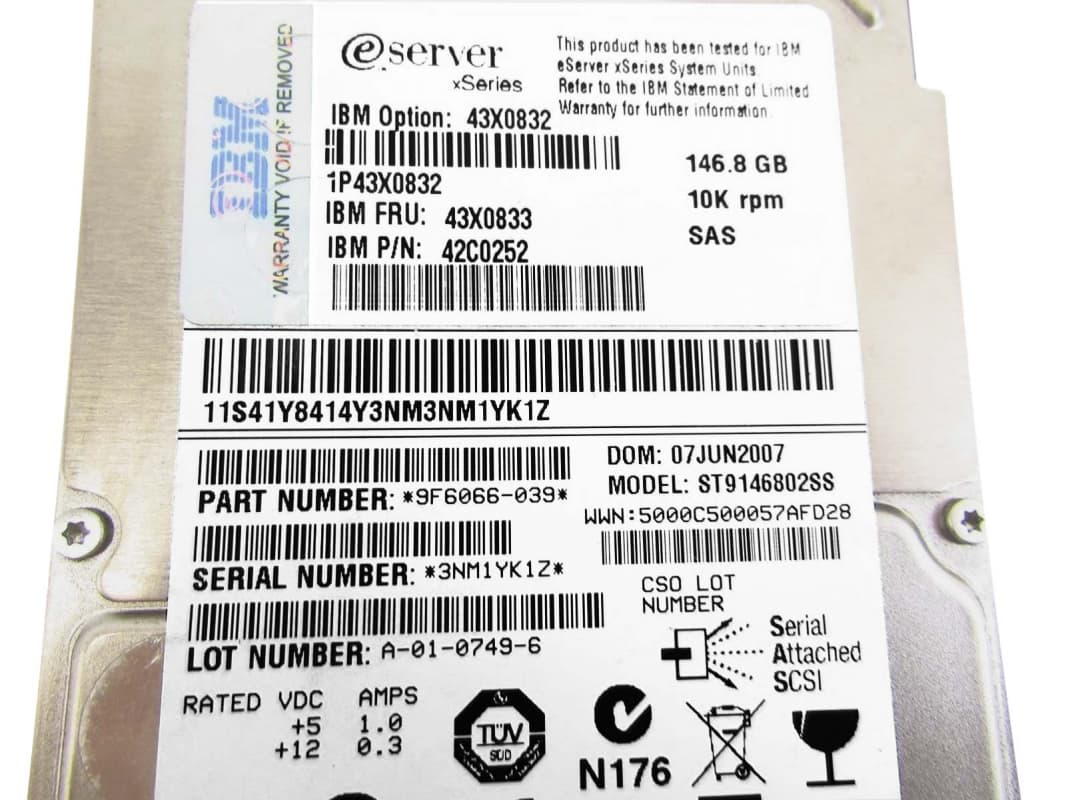 IBM
WARRANTY VOID IF REMOVED
eserver
xSeries
This product has been tested for IBM
eServer xSeries System Units.
Refer to the IBM Statement of Limited
Warranty for further information.
IBM Option: 43X0832
1P43X0832
IBM FRU: 43X0833
IBM P/N: 42C0252
146.8 GB
10K rpm
SAS
11S41Y8414Y3NM3NM1YK1Z
PART NUMBER: *9F6066-039*
SERIAL NUMBER: *3NM1YK1Z*
LOT NUMBER: A-01-0749-6
DOM: 07JUN2007
MODEL: ST9146802SS
WWN:5000C500057AFD28
CSO LOT
NUMBER
Serial
Attached
SCSI
RATED VDC AMPS
+5 1.0
+12 0.3
TÜV
SÜD
N176